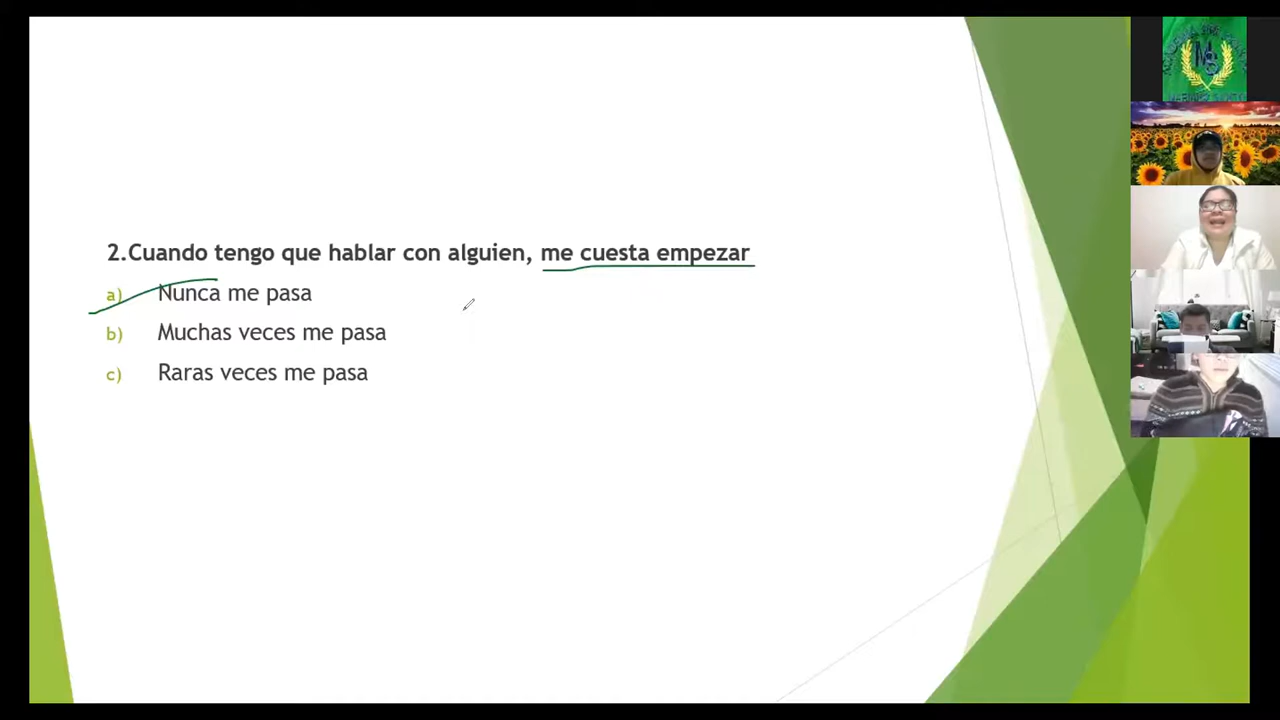 2.Cuando tengo que hablar con alguien, me cuesta empezar
a) Nunca me pasa
b) Muchas veces me pasa
c) Raras veces me pasa